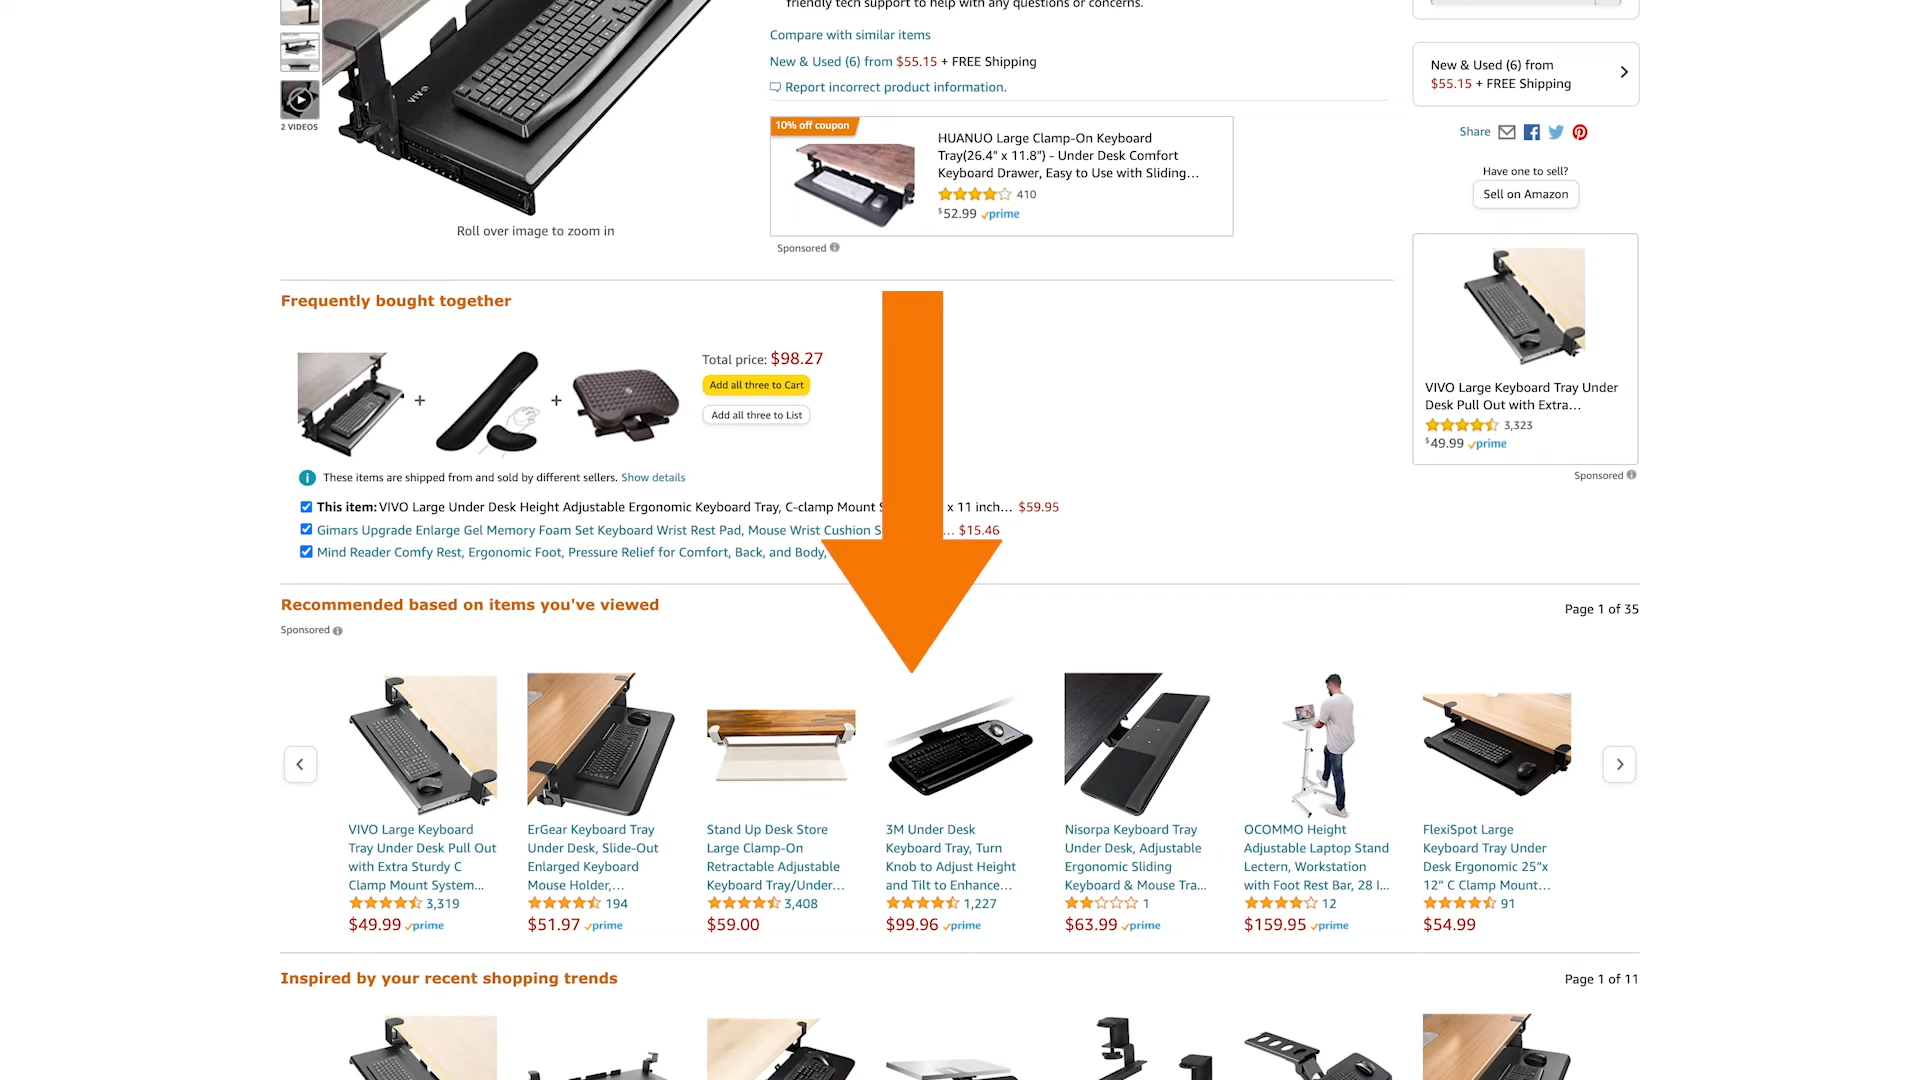 friendly tech support to help with any questions or concerns.
Compare with similar items
New & Used (6) from $55.15 + FREE Shipping
Report incorrect product information.
2 VIDEOS
VIVO
Roll over image to zoom in
10% off coupon
HUANUO Large Clamp-On Keyboard
Tray(26.4" x 11.8") - Under Desk Comfort
Keyboard Drawer, Easy to Use with Sliding...
410
$52.99 prime
Sponsored
New & Used (6) from
$55.15 + FREE Shipping
Share
Have one to sell?
Sell on Amazon
VIVO Large Keyboard Tray Under
Desk Pull Out with Extra...
3,323
$49.99 prime
Sponsored
Frequently bought together
+
+
Total price: $98.27
Add all three to Cart
Add all three to List
These items are shipped from and sold by different sellers. Show details
This item: VIVO Large Under Desk Height Adjustable Ergonomic Keyboard Tray, C-clamp Mount x 11 inch... $59.95
Gimars Upgrade Enlarge Gel Memory Foam Set Keyboard Wrist Rest Pad, Mouse Wrist Cushion ... $15.46
Mind Reader Comfy Rest, Ergonomic Foot, Pressure Relief for Comfort, Back, and Body,
Recommended based on items you've viewed
Page 1 of 35
Sponsored
VIVO Large Keyboard
Tray Under Desk Pull Out
with Extra Sturdy C
Clamp Mount System...
3,319
$49.99 prime
ErGear Keyboard Tray
Under Desk, Slide-Out
Enlarged Keyboard
Mouse Holder,...
194
$51.97 prime
Stand Up Desk Store
Large Clamp-On
Retractable Adjustable
Keyboard Tray/Under...
3,408
$59.00
3M Under Desk
Keyboard Tray, Turn
Knob to Adjust Height
and Tilt to Enhance...
1,227
$99.96 prime
Nisorpa Keyboard Tray
Under Desk, Adjustable
Ergonomic Sliding
Keyboard & Mouse Tra...
1
$63.99 prime
OCOMMO Height
Adjustable Laptop Stand
Lectern, Workstation
with Foot Rest Bar, 28 I...
12
$159.95 prime
FlexiSpot Large
Keyboard Tray Under
Desk Ergonomic 25”x
12” C Clamp Mount...
91
$54.99
Inspired by your recent shopping trends
Page 1 of 11